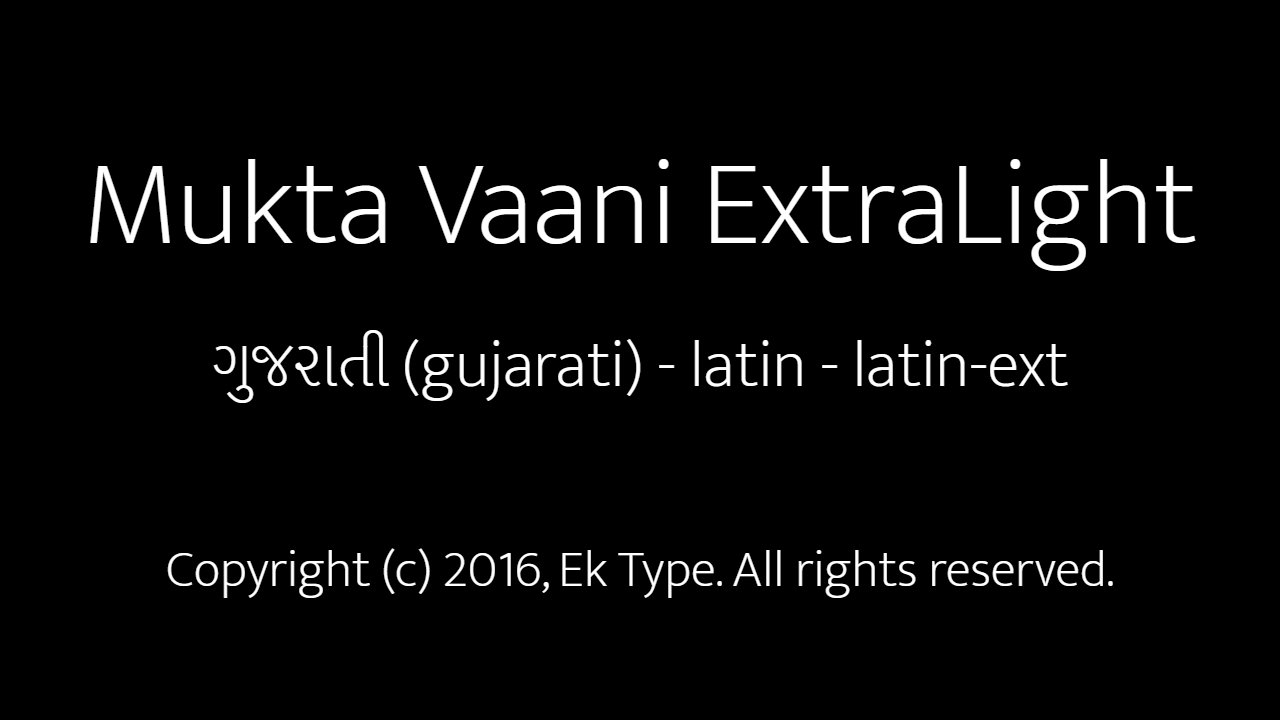 Mukta Vaani ExtraLight
ગુજરાતી (gujarati) - latin - latin-ext
Copyright (c) 2016, Ek Type. All rights reserved.